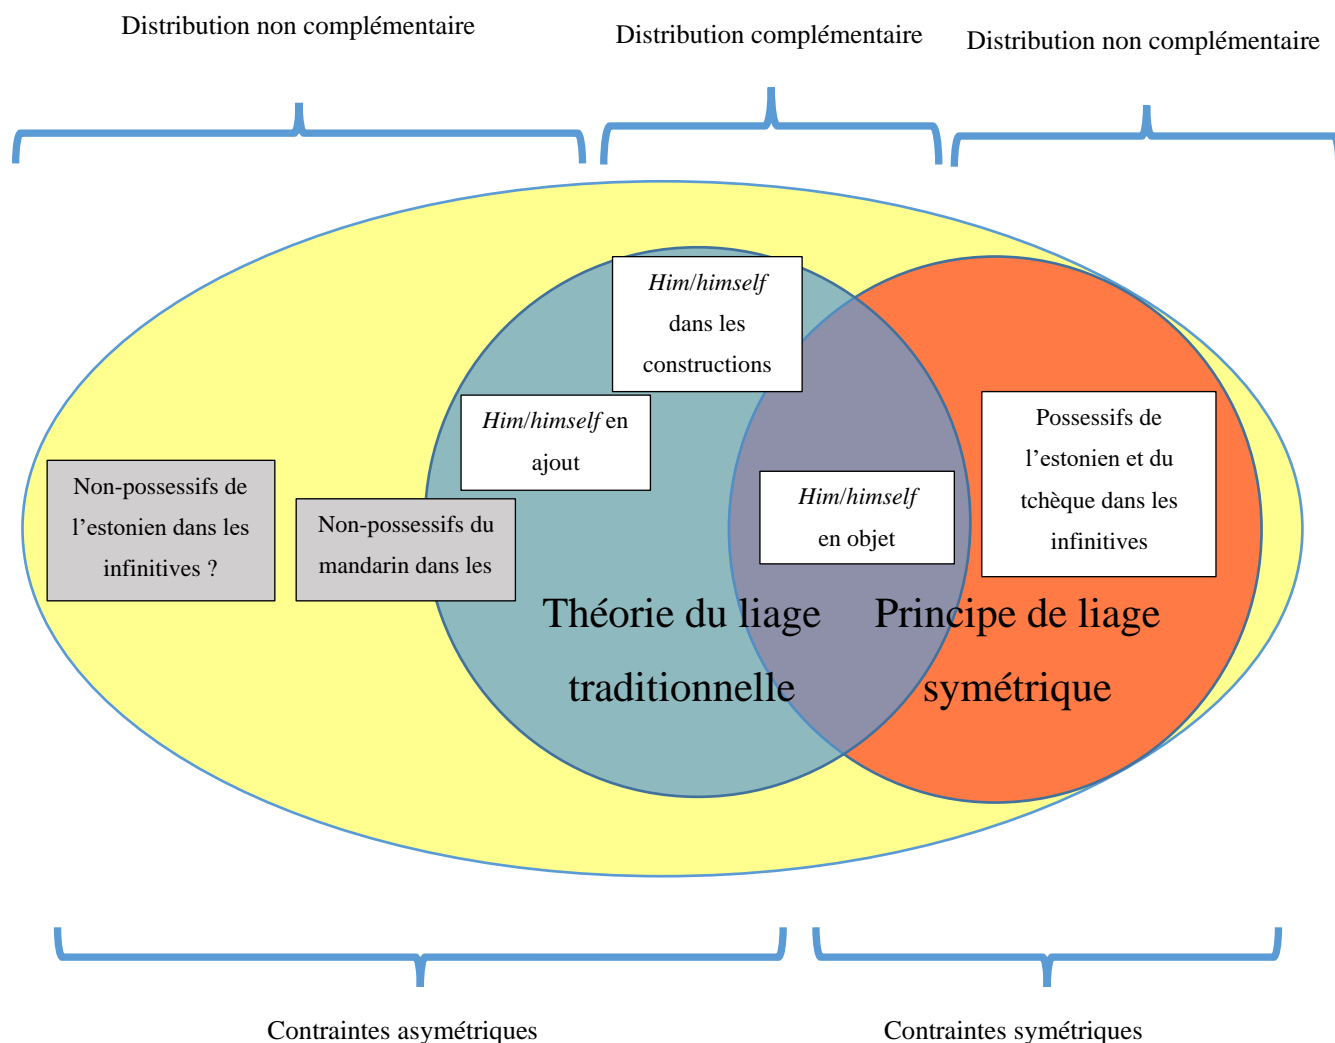 Distribution non complémentaire
Distribution complémentaire
Distribution non complémentaire
Him/himself
dans les
constructions
Him/himself en
ajout
Possessifs de
l’estonien et du
tchèque dans les
infinitives
Non-possessifs de
l’estonien dans les
infinitives ?
Non-possessifs du
mandarin dans les
Him/himself
en objet
Théorie du liage
traditionnelle
Principe de liage
symétrique
Contraintes asymétriques
Contraintes symétriques